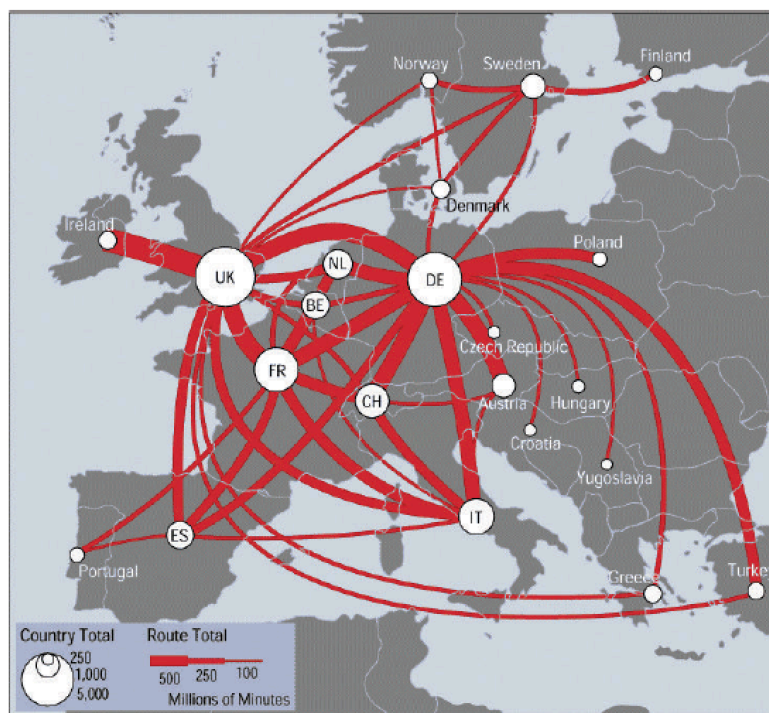 Norway
Sweden
Finland
Denmark
Ireland
UK
NL
DE
Poland
BE
Czech Republic
FR
CH
Austria
Hungary
Croatia
Yugoslavia
IT
ES
Portugal
Greece
Turkey
Country Total
250
1,000
5,000
Route Total
500 250 100
Millions of Minutes